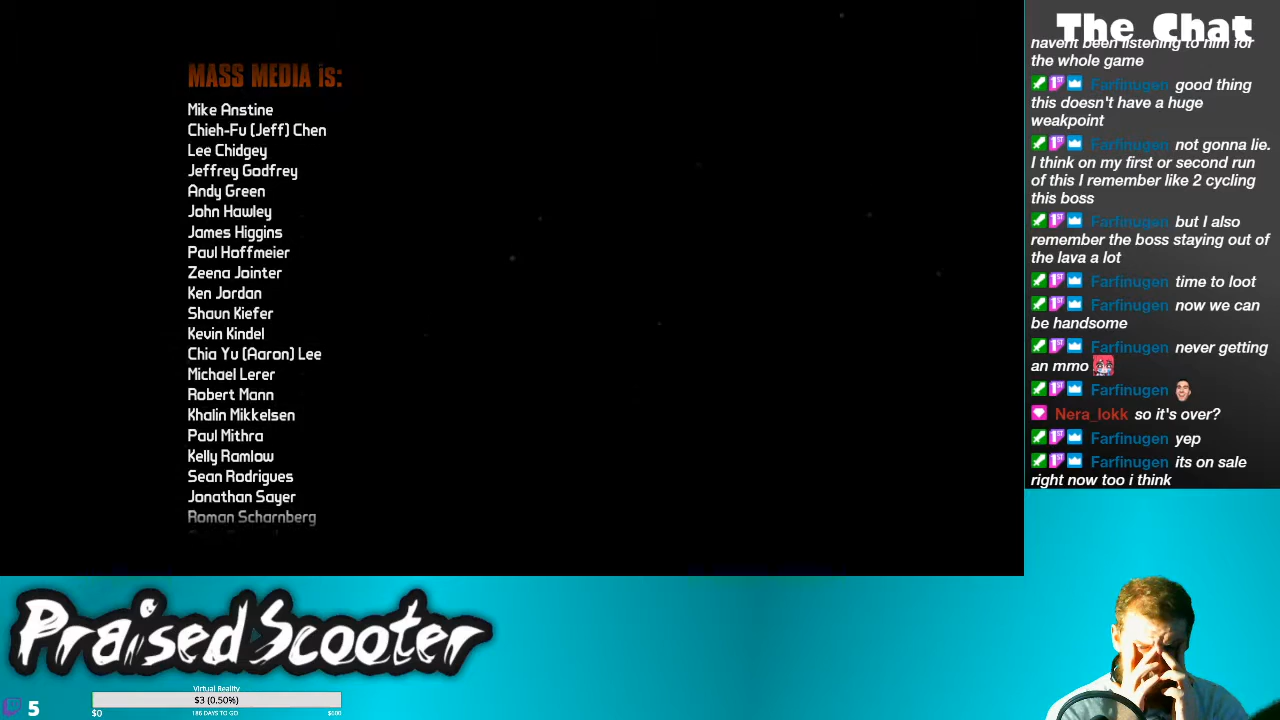 MASS MEDIA is:
Mike Anstine
Chieh-Fu (Jeff) Chen
Lee Chidgey
Jeffrey Godfrey
Andy Green
John Hawley
James Higgins
Paul Hoffmeier
Zeena Jointer
Ken Jordan
Shaun Kiefer
Kevin Kindel
Chia Yu (Aaron) Lee
Michael Lerer
Robert Mann
Khalin Mikkelsen
Paul Mithra
Kelly Ramlow
Sean Rodrigues
Jonathan Sayer
Roman Scharnberg
The Chat
havent been listening to him for
the whole game
Farfinugen good thing
this doesn't have a huge
weakpoint
Farfinugen not gonna lie.
I think on my first or second run
of this I remember like 2 cycling
this boss
Farfinugen but I also
remember the boss staying out of
the lava a lot
Farfinugen time to loot
Farfinugen now we can
be handsome
Farfinugen never getting
an mmo
Farfinugen
Nera_lokk so it's over?
Farfinugen yep
Farfinugen its on sale
right now too i think
PraisedScooter
Virtual Reality
$3 (0.50%)
$0 186 DAYS TO GO
5